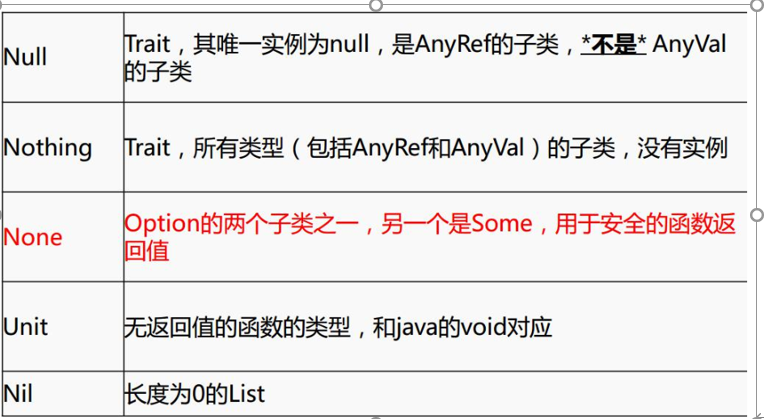 Null
Trait，其唯一实例为null，是AnyRef的子类，*不是* AnyVal
的子类
Nothing
Trait，所有类型（包括AnyRef和AnyVal）的子类，没有实例
None
Option的两个子类之一，另一个是Some，用于安全的函数返
回值
Unit
无返回值的函数的类型，和java的void对应
Nil
长度为0的List